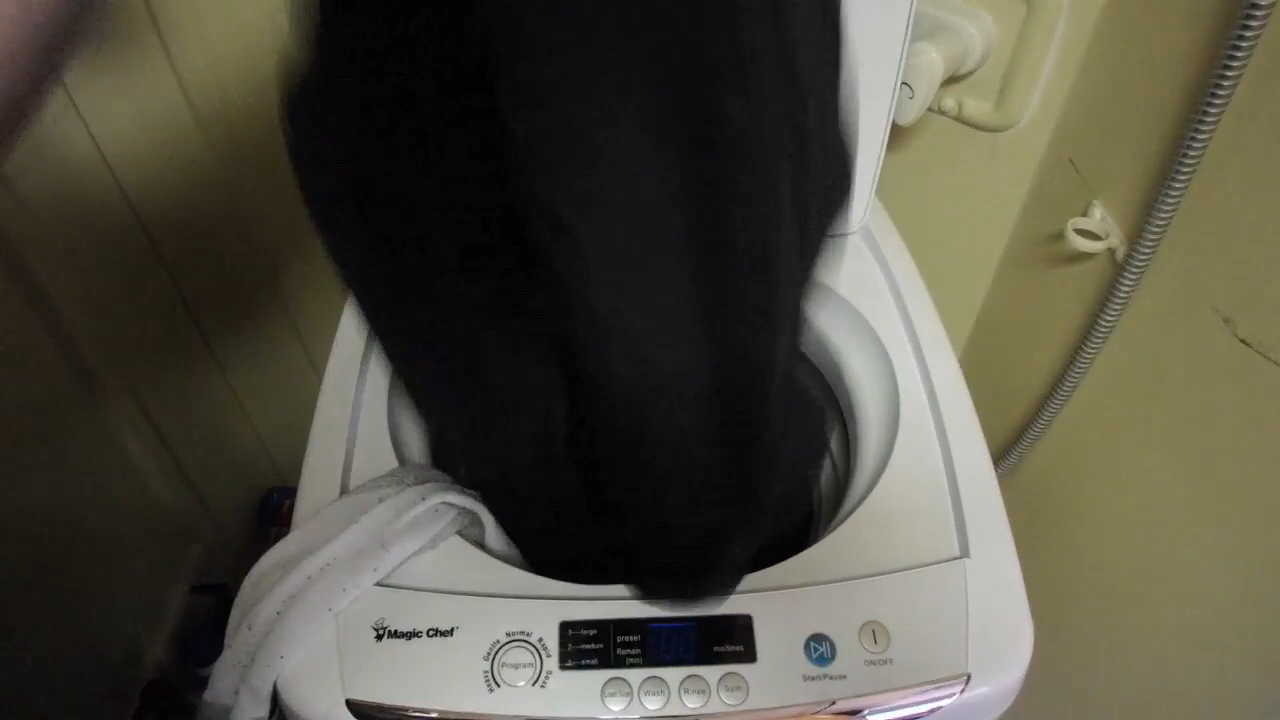 Magic Chef
Heavy Gentle Normal Rapid Soak
Program
3 large
2 medium
1 small
preset
Remain
(min)
min/times
Load Size
Wash
Rinse
Spin
Start/Pause
ON/OFF